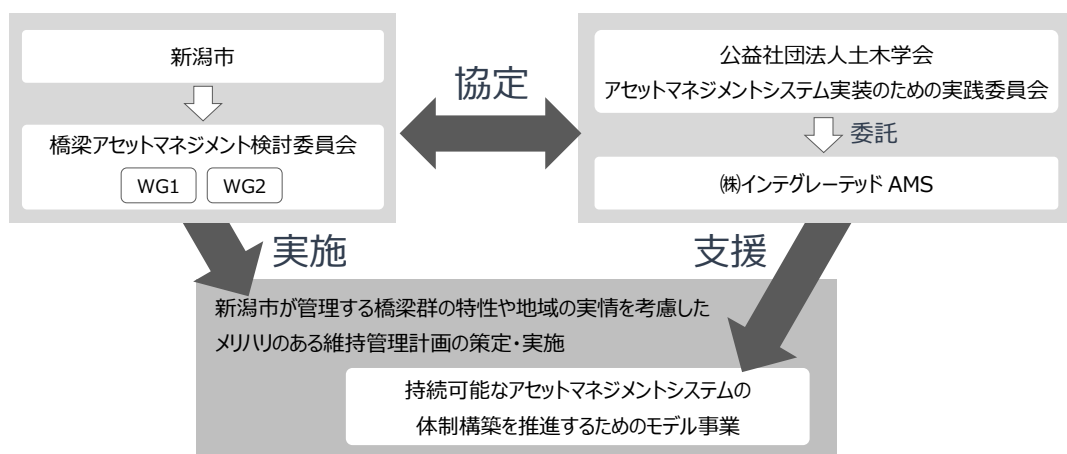 新潟市
橋梁アセットマネジメント検討委員会
WG1 WG2
協定
公益社団法人土木学会
アセットマネジメントシステム実装のための実践委員会
委託
㈱インテグレーテッド AMS
実施
支援
新潟市が管理する橋梁群の特性や地域の実情を考慮した
メリハリのある維持管理計画の策定・実施
持続可能なアセットマネジメントシステムの
体制構築を推進するためのモデル事業